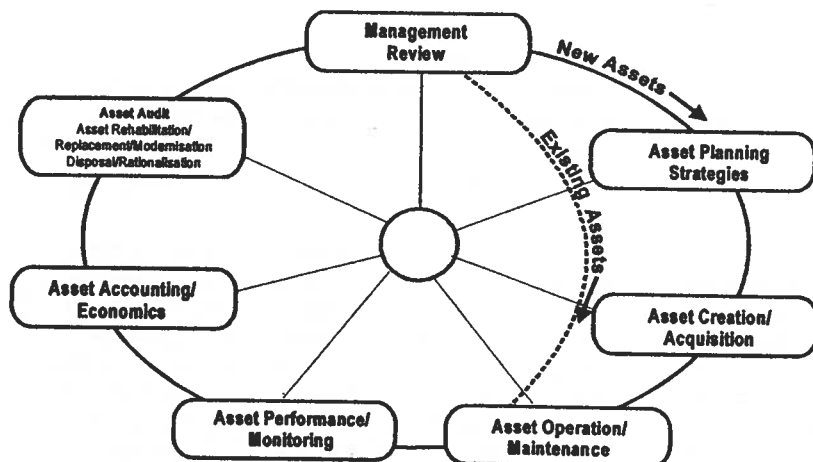 Management
Review
New Assets
Existing Assets
Asset Audit
Asset Rehabilitation/
Replacement/Modernisation
Disposal/Rationalisation
Asset Planning
Strategies
Asset Accounting/
Economics
Asset Creation/
Acquisition
Asset Performance/
Monitoring
Asset Operation/
Maintenance